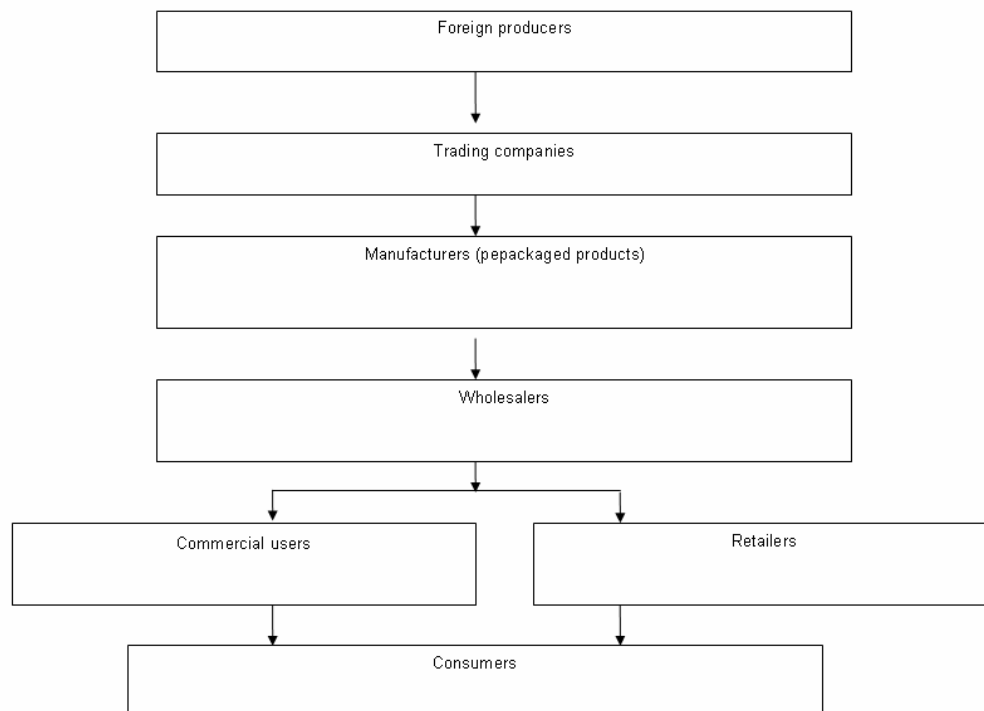 Foreign producers
Trading companies
Manufacturers (pepackaged products)
Wholesalers
Commercial users
Retailers
Consumers